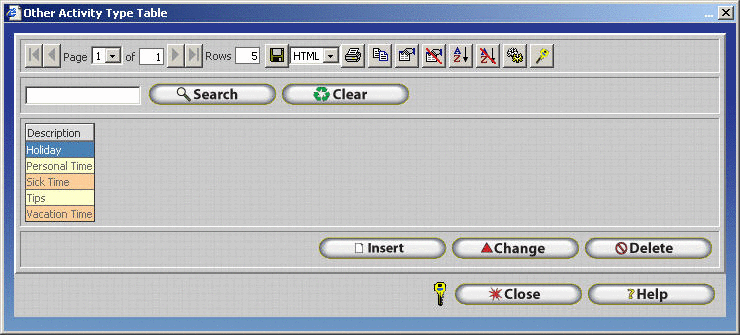 Other Activity Type Table
Page 1 of 1 Rows 5 HTML
Search Clear
Description
Holiday
Personal Time
Sick Time
Tips
Vacation Time
Insert Change Delete
Close Help